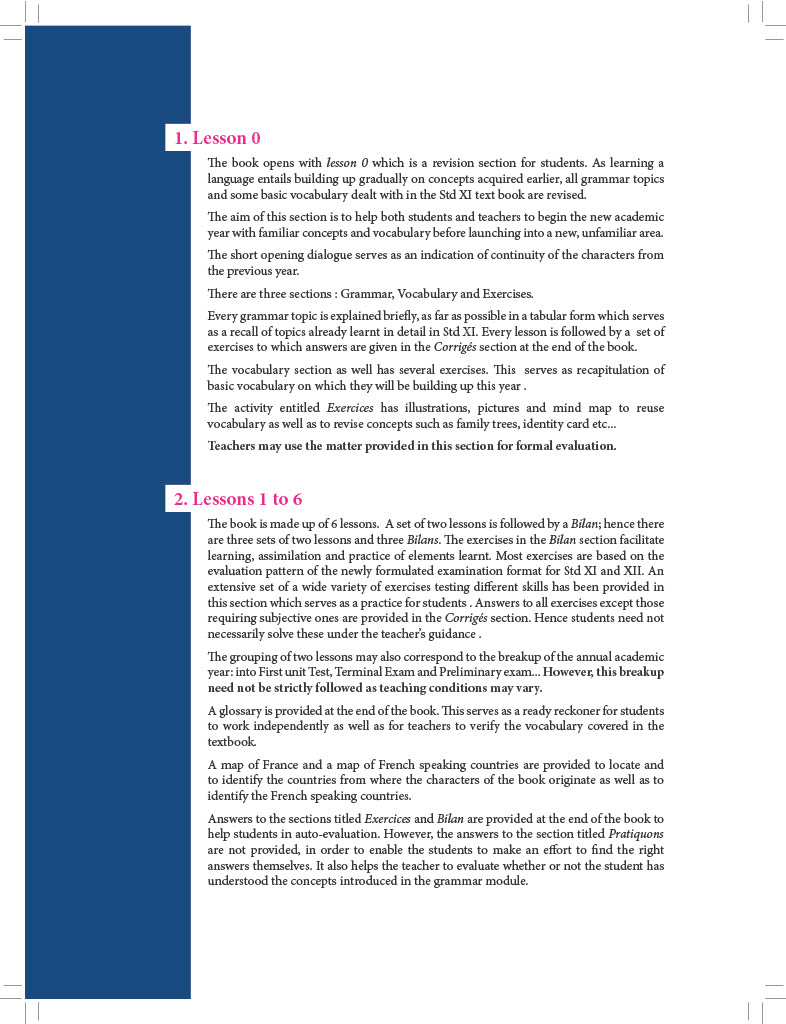 1. Lesson 0
The book opens with lesson 0 which is a revision section for students. As learning a
language entails building up gradually on concepts acquired earlier, all grammar topics
and some basic vocabulary dealt with in the Std XI text book are revised.
The aim of this section is to help both students and teachers to begin the new academic
year with familiar concepts and vocabulary before launching into a new, unfamiliar area.
The short opening dialogue serves as an indication of continuity of the characters from
the previous year.
There are three sections : Grammar, Vocabulary and Exercises.
Every grammar topic is explained briefly, as far as possible in a tabular form which serves
as a recall of topics already learnt in detail in Std XI. Every lesson is followed by a set of
exercises to which answers are given in the Corrigés section at the end of the book.
The vocabulary section as well has several exercises. This serves as recapitulation of
basic vocabulary on which they will be building up this year .
The activity entitled Exercices has illustrations, pictures and mind map to reuse
vocabulary as well as to revise concepts such as family trees, identity card etc...
Teachers may use the matter provided in this section for formal evaluation.
2. Lessons 1 to 6
The book is made up of 6 lessons. A set of two lessons is followed by a Bilan; hence there
are three sets of two lessons and three Bilans. The exercises in the Bilan section facilitate
learning, assimilation and practice of elements learnt. Most exercises are based on the
evaluation pattern of the newly formulated examination format for Std XI and XII. An
extensive set of a wide variety of exercises testing different skills has been provided in
this section which serves as a practice for students . Answers to all exercises except those
requiring subjective ones are provided in the Corrigés section. Hence students need not
necessarily solve these under the teacher's guidance .
The grouping of two lessons may also correspond to the breakup of the annual academic
year: into First unit Test, Terminal Exam and Preliminary exam... However, this breakup
need not be strictly followed as teaching conditions may vary.
A glossary is provided at the end of the book. This serves as a ready reckoner for students
to work independently as well as for teachers to verify the vocabulary covered in the
textbook.
A map of France and a map of French speaking countries are provided to locate and
to identify the countries from where the characters of the book originate as well as to
identify the French speaking countries.
Answers to the sections titled Exercices and Bilan are provided at the end of the book to
help students in auto-evaluation. However, the answers to the section titled Pratiquons
are not provided, in order to enable the students to make an effort to find the right
answers themselves. It also helps the teacher to evaluate whether or not the student has
understood the concepts introduced in the grammar module.